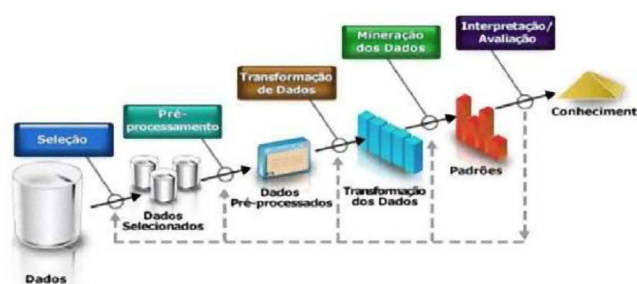 Interpretação/
Avaliação
Mineração
dos Dados
Transformação
de Dados
Pré-
processamento
Seleção
Conheciment
Padrões
Transformação
dos Dados
Dados
Pré-processados
Dados
Selecionados
Dados